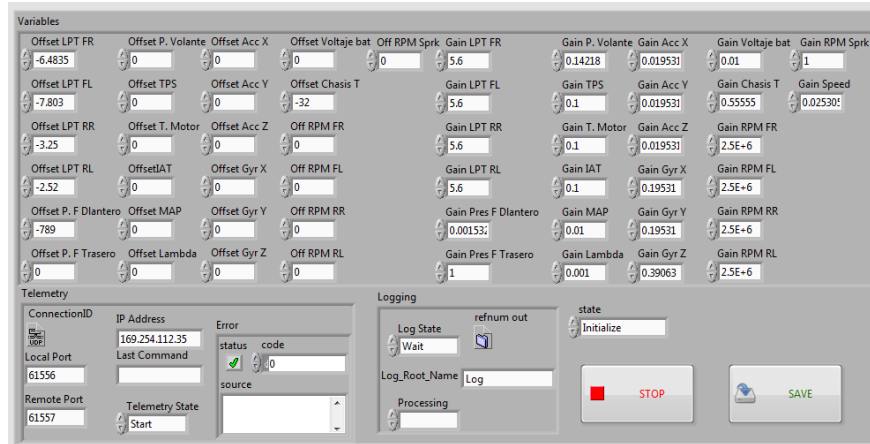 Variables
Offset LPT FR Offset P. Volante Offset Acc X Offset Voltaje bat Off RPM Sprk Gain LPT FR Gain P. Volante Gain Acc X Gain Voltaje bat Gain RPM Sprk
-6.4835 0 0 0 0 5.6 0.14218 0.019531 0.01 1
Offset LPT FL Offset TPS Offset Acc Y Offset Chasis T Gain LPT FL Gain TPS Gain Acc Y Gain Chasis T Gain Speed
-7.803 0 0 -32 5.6 0.1 0.019531 0.55555 0.025305
Offset LPT RR Offset T. Motor Offset Acc Z Off RPM FR Gain LPT RR Gain T. Motor Gain Acc Z Gain RPM FR
-3.25 0 0 0 5.6 0.1 0.019531 2.5E+6
Offset LPT RL OffsetIAT Offset Gyr X Off RPM FL Gain LPT RL Gain IAT Gain Gyr X Gain RPM FL
-2.52 0 0 0 5.6 0.1 0.19531 2.5E+6
Offset P. F Dlantero Offset MAP Offset Gyr Y Off RPM RR Gain Pres F Dlantero Gain MAP Gain Gyr Y Gain RPM RR
-789 0 0 0 0.001532 0.01 0.19531 2.5E+6
Offset P. F Trasero Offset Lambda Offset Gyr Z Off RPM RL Gain Pres F Trasero Gain Lambda Gain Gyr Z Gain RPM RL
0 0 0 0 1 0.001 0.39063 2.5E+6
Telemetry
ConnectionID
UDP
Local Port
61556
Remote Port
61557
IP Address
169.254.112.35
Last Command
Telemetry State
Start
Error
status code
0
source
Logging
Log State
Wait
refnum out
Log_Root_Name Log
Processing
state
Initialize
STOP
SAVE